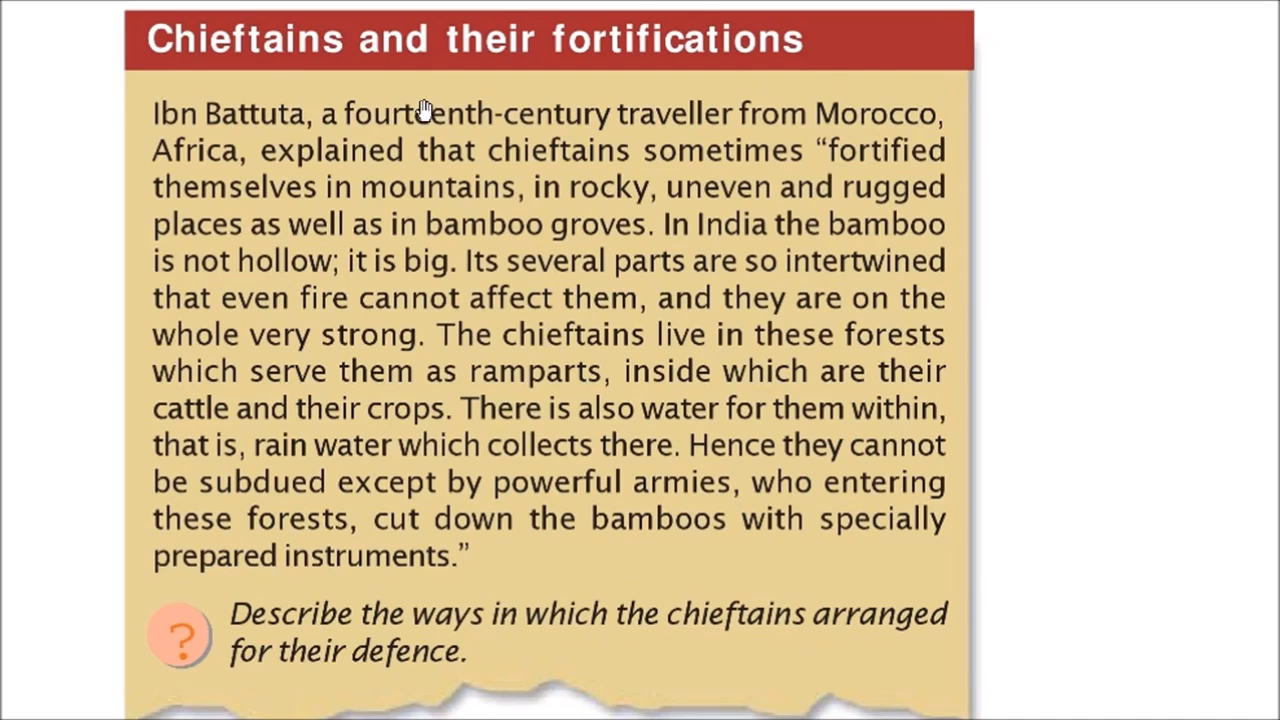 Chieftains and their fortifications
Ibn Battuta, a fourteenth-century traveller from Morocco,
Africa, explained that chieftains sometimes “fortified
themselves in mountains, in rocky, uneven and rugged
places as well as in bamboo groves. In India the bamboo
is not hollow; it is big. Its several parts are so intertwined
that even fire cannot affect them, and they are on the
whole very strong. The chieftains live in these forests
which serve them as ramparts, inside which are their
cattle and their crops. There is also water for them within,
that is, rain water which collects there. Hence they cannot
be subdued except by powerful armies, who entering
these forests, cut down the bamboos with specially
prepared instruments.”
? Describe the ways in which the chieftains arranged
for their defence.